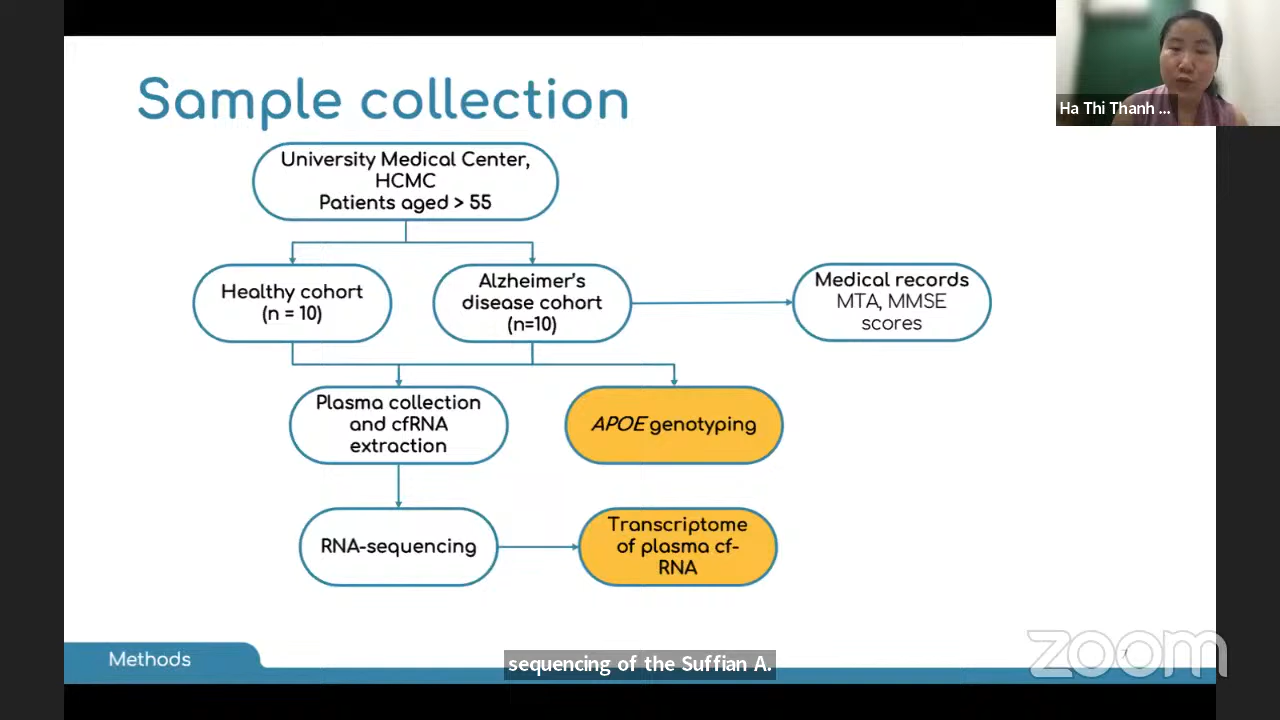 Sample collection
Ha Thi Thanh ...
University Medical Center,
HCMC
Patients aged > 55
Healthy cohort
(n = 10)
Alzheimer's
disease cohort
(n=10)
Medical records
MTA, MMSE
scores
Plasma collection
and cfRNA
extraction
APOE genotyping
RNA-sequencing
Transcriptome
of plasma cf-
RNA
Methods
sequencing of the Suffian A.
7
zoom